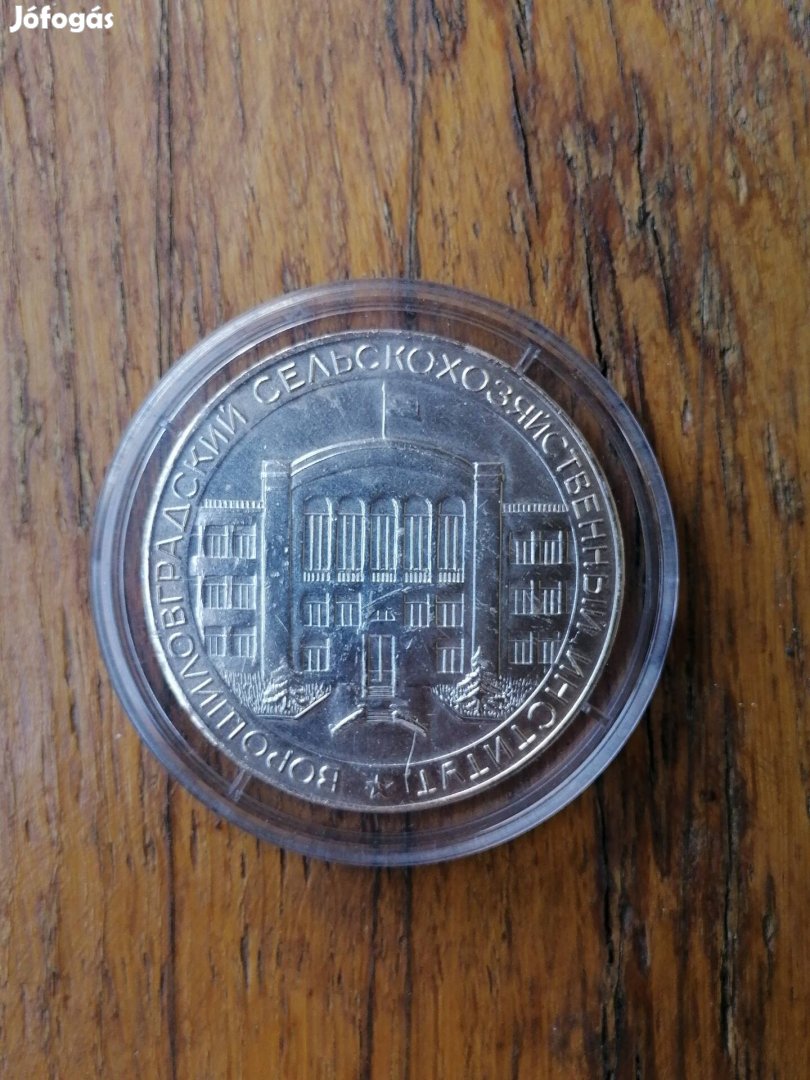 Jófogás
ВОРОШИЛОВГРАДСКИЙ СЕЛЬСКОХОЗЯЙСТВЕННЫЙ ИНСТИТУТ